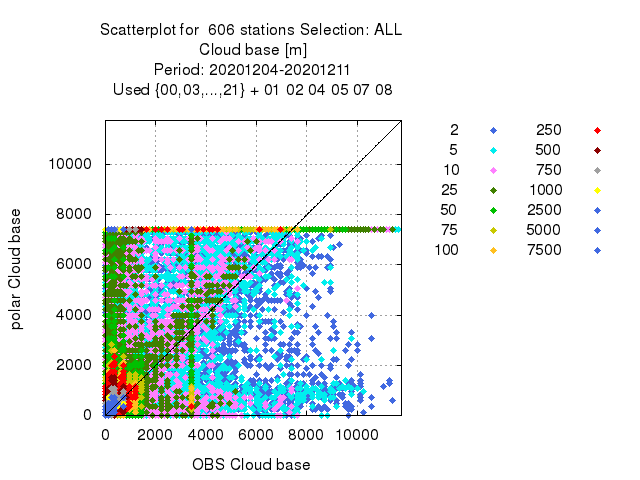 Scatterplot for 606 stations Selection: ALL
Cloud base [m]
Period: 20201204-20201211
Used {00,03,...,21} + 01 02 04 05 07 08
polar Cloud base
10000
8000
6000
4000
2000
0
0 2000 4000 6000 8000 10000
OBS Cloud base
2 250
5 500
10 750
25 1000
50 2500
75 5000
100 7500